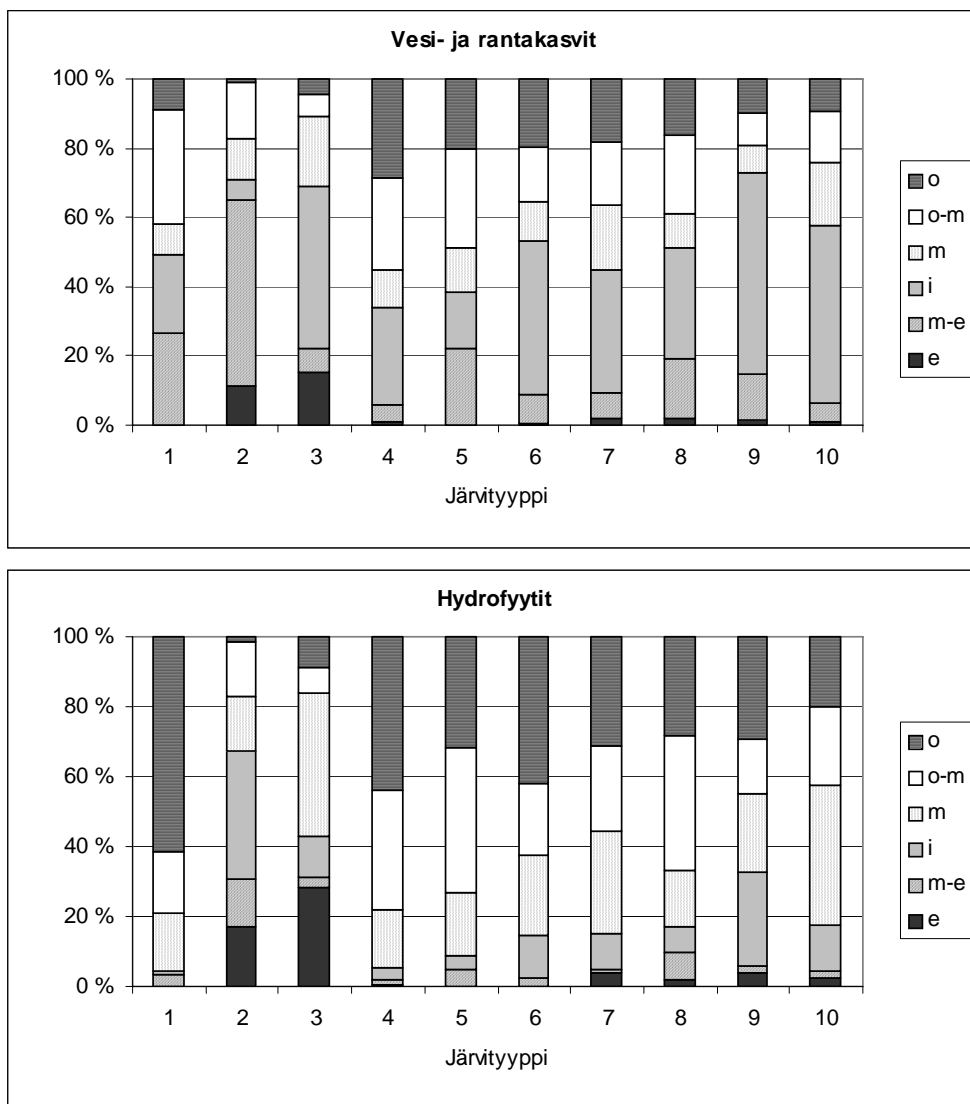 Vesi- ja rantakasvit
100 %
80 %
60 %
40 %
20 %
0 %
1 2 3 4 5 6 7 8 9 10
Järvityyppi
o
o-m
m
i
m-e
e
Hydrofyytit
100 %
80 %
60 %
40 %
20 %
0 %
1 2 3 4 5 6 7 8 9 10
Järvityyppi
o
o-m
m
i
m-e
e